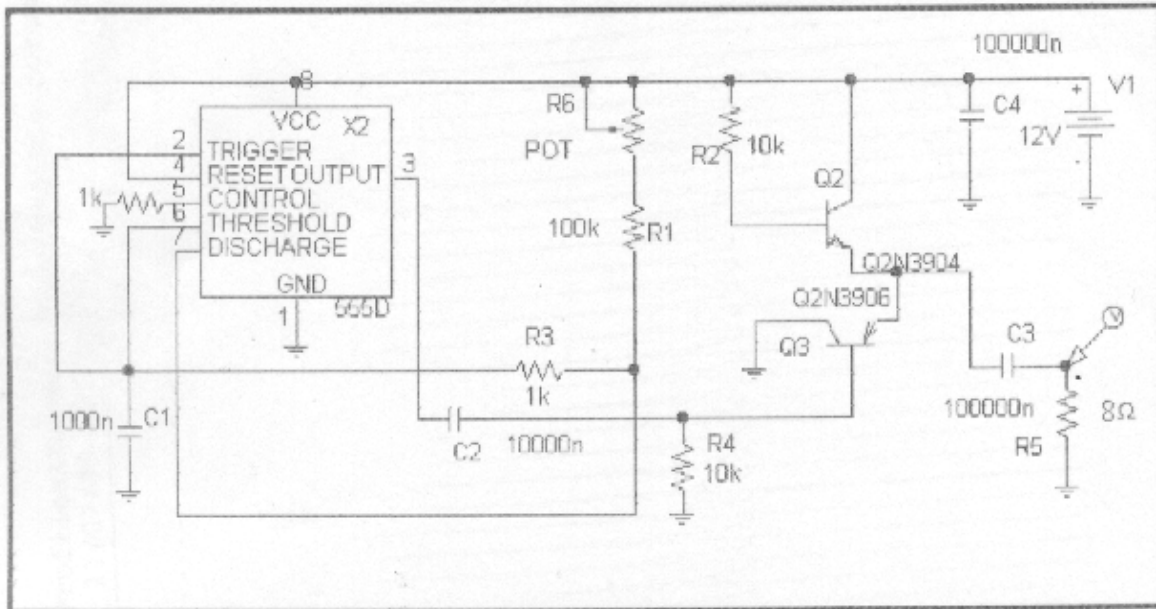 100000n
8
VCC X2
R6
POT
2 TRIGGER
4 RESET OUTPUT 3
5 CONTROL
1k
6 THRESHOLD
7 DISCHARGE
GND
555D
1
R2 10k
100k R1
Q2
Q2N3904
Q2N3906
Q3
C4
+ V1
12V
R3
1k
1000n C1
C2 10000n
R4
10k
C3
100000n
V
8Ω
R5